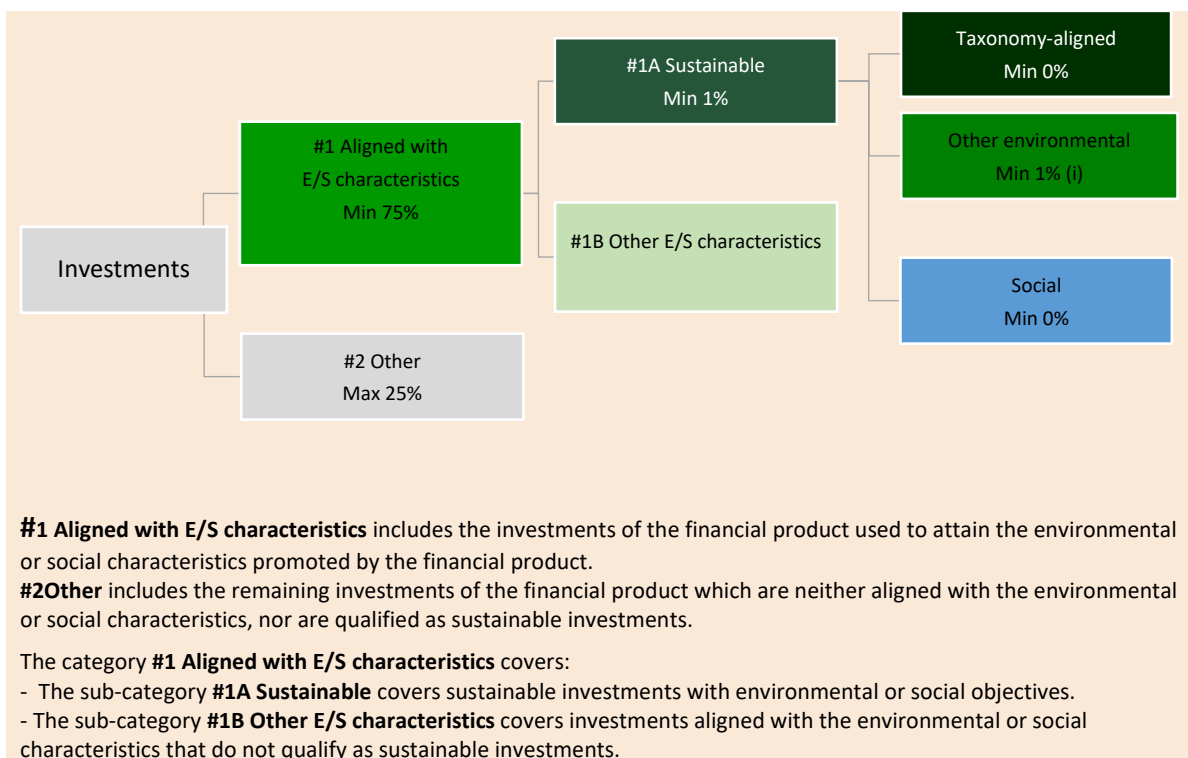 Taxonomy-aligned
Min 0%
#1A Sustainable
Min 1%
Other environmental
Min 1% (i)
#1 Aligned with
E/S characteristics
Min 75%
#1B Other E/S characteristics
Investments
Social
Min 0%
#2 Other
Max 25%
#1 Aligned with E/S characteristics includes the investments of the financial product used to attain the environmental
or social characteristics promoted by the financial product.
#2Other includes the remaining investments of the financial product which are neither aligned with the environmental
or social characteristics, nor are qualified as sustainable investments.
The category #1 Aligned with E/S characteristics covers:
- The sub-category #1A Sustainable covers sustainable investments with environmental or social objectives.
- The sub-category #1B Other E/S characteristics covers investments aligned with the environmental or social
characteristics that do not qualify as sustainable investments.